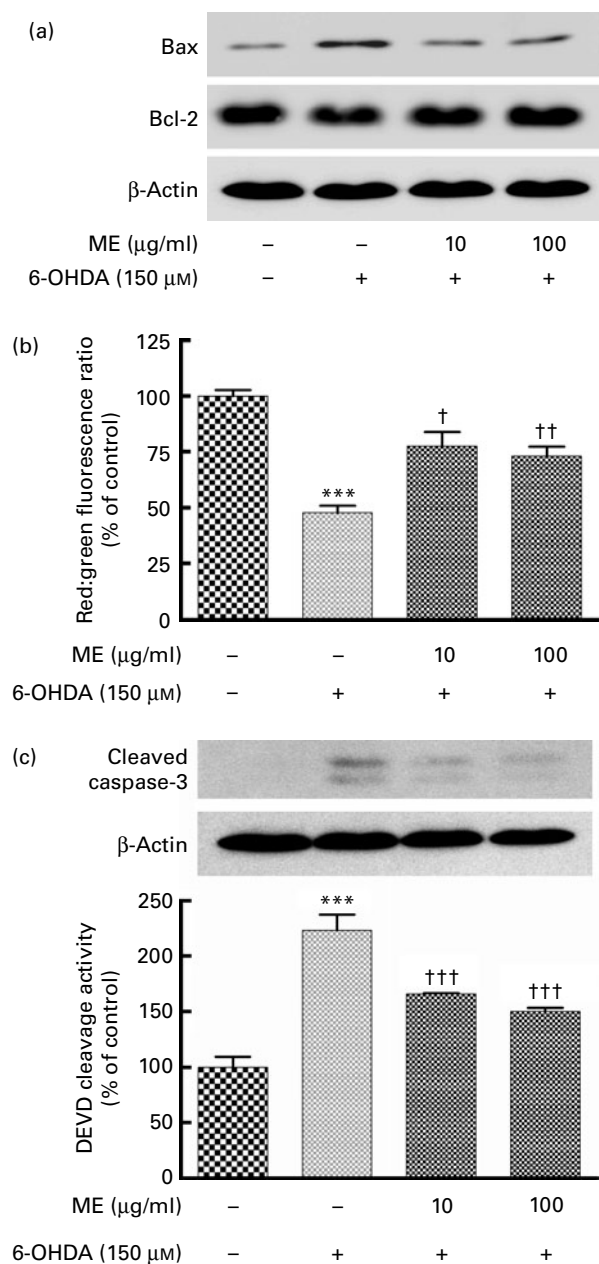 (a)
Bax
Bcl-2
β-Actin
ME (μg/ml) – – 10 100
6-OHDA (150 μM) – + + +
(b)
Red:green fluorescence ratio
(% of control)
125
100
75
50
25
0
***
†
††
ME (μg/ml) – – 10 100
6-OHDA (150 μM) – + + +
(c)
Cleaved
caspase-3
β-Actin
DEVD cleavage activity
(% of control)
250
200
150
100
50
0
***
†††
†††
ME (μg/ml) – – 10 100
6-OHDA (150 μM) – + + +